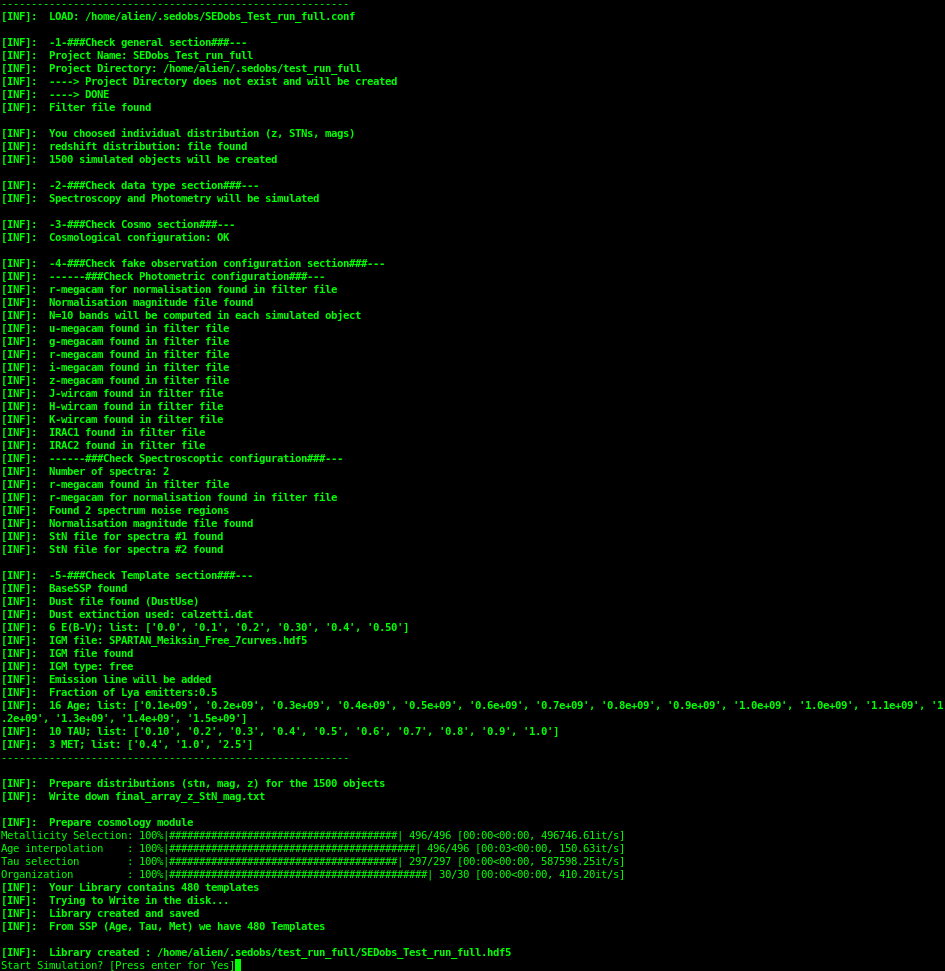 ----------------------------------------------------------
[INF]:  LOAD: /home/alien/.sedobs/SEDobs_Test_run_full.conf
[INF]:  -1-###Check general section###---
[INF]:  Project Name: SEDobs_Test_run_full
[INF]:  Project Directory: /home/alien/.sedobs/test_run_full
[INF]:  ----> Project Directory does not exist and will be created
[INF]:  ----> DONE
[INF]:  Filter file found
[INF]:  You choosed individual distribution (z, STNs, mags)
[INF]:  redshift distribution: file found
[INF]:  1500 simulated objects will be created
[INF]:  -2-###Check data type section###---
[INF]:  Spectroscopy and Photometry will be simulated
[INF]:  -3-###Check Cosmo section###---
[INF]:  Cosmological configuration: OK
[INF]:  -4-###Check fake observation configuration section###---
[INF]:  ------###Check Photometric configuration###---
[INF]:  r-megacam for normalisation found in filter file
[INF]:  Normalisation magnitude file found
[INF]:  N=10 bands will be computed in each simulated object
[INF]:  u-megacam found in filter file
[INF]:  g-megacam found in filter file
[INF]:  r-megacam found in filter file
[INF]:  i-megacam found in filter file
[INF]:  z-megacam found in filter file
[INF]:  J-wircam found in filter file
[INF]:  H-wircam found in filter file
[INF]:  K-wircam found in filter file
[INF]:  IRAC1 found in filter file
[INF]:  IRAC2 found in filter file
[INF]:  ------###Check Spectroscoptic configuration###---
[INF]:  Number of spectra: 2
[INF]:  r-megacam found in filter file
[INF]:  r-megacam for normalisation found in filter file
[INF]:  Found 2 spectrum noise regions
[INF]:  Normalisation magnitude file found
[INF]:  StN file for spectra #1 found
[INF]:  StN file for spectra #2 found
[INF]:  -5-###Check Template section###---
[INF]:  BaseSSP found
[INF]:  Dust file found (DustUse)
[INF]:  Dust extinction used: calzetti.dat
[INF]:  6 E(B-V); list: ['0.0', '0.1', '0.2', '0.30', '0.4', '0.50']
[INF]:  IGM file: SPARTAN_Meiksin_Free_7curves.hdf5
[INF]:  IGM file found
[INF]:  IGM type: free
[INF]:  Emission line will be added
[INF]:  Fraction of Lya emitters:0.5
[INF]:  16 Age; list: ['0.1e+09', '0.2e+09', '0.3e+09', '0.4e+09', '0.5e+09', '0.6e+09', '0.7e+09', '0.8e+09', '0.9e+09', '1.0e+09', '1.0e+09', '1.1e+09', '1
.2e+09', '1.3e+09', '1.4e+09', '1.5e+09']
[INF]:  10 TAU; list: ['0.10', '0.2', '0.3', '0.4', '0.5', '0.6', '0.7', '0.8', '0.9', '1.0']
[INF]:  3 MET; list: ['0.4', '1.0', '2.5']
----------------------------------------------------------
[INF]:  Prepare distributions (stn, mag, z) for the 1500 objects
[INF]:  Write down final_array_z_StN_mag.txt
[INF]:  Prepare cosmology module
Metallicity Selection: 100%|######################################| 496/496 [00:00<00:00, 496746.61it/s]
Age interpolation    : 100%|#########################################| 496/496 [00:03<00:00, 150.63it/s]
Tau selection        : 100%|######################################| 297/297 [00:00<00:00, 587598.25it/s]
Organization         : 100%|###########################################| 30/30 [00:00<00:00, 410.20it/s]
[INF]:  Your Library contains 480 templates
[INF]:  Trying to Write in the disk...
[INF]:  Library created and saved
[INF]:  From SSP (Age, Tau, Met) we have 480 Templates
[INF]:  Library created : /home/alien/.sedobs/test_run_full/SEDobs_Test_run_full.hdf5
Start Simulation? [Press enter for Yes]